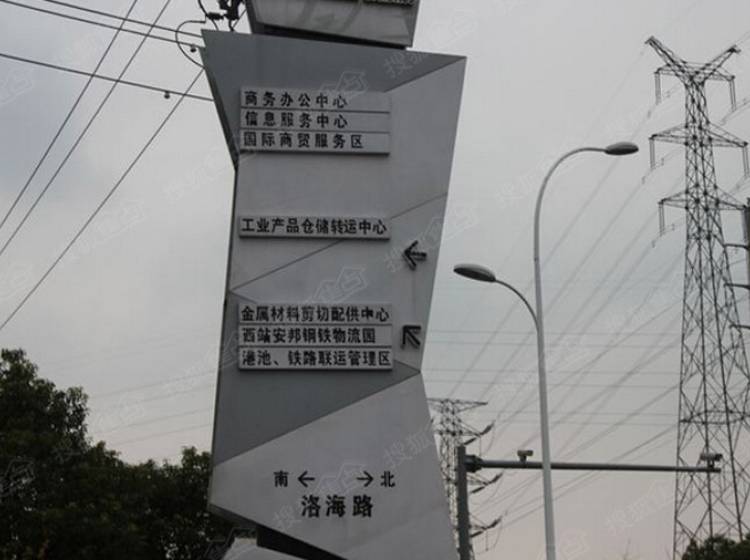 商务办公中心
信息服务中心
国际商贸服务区
工业产品仓储转运中心
金属材料剪切配供中心
西站安邦钢铁物流园
港池、铁路联运管理区
南 ← → 北
洛海路